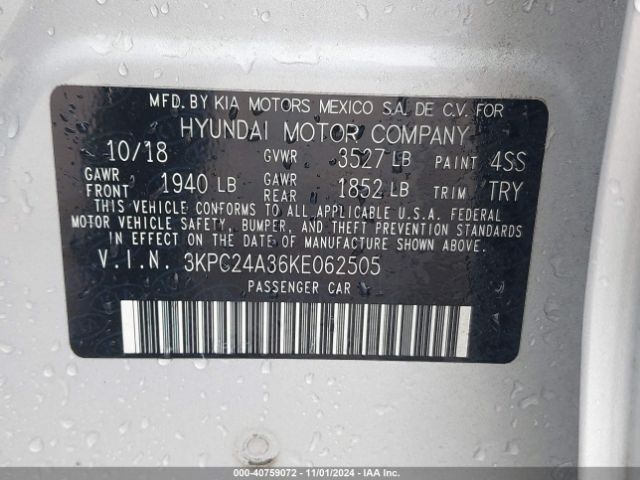 MFD. BY KIA MOTORS MEXICO S.A. DE C.V. FOR
HYUNDAI MOTOR COMPANY
10/18 GVWR 3527 LB PAINT 4SS
GAWR FRONT 1940 LB GAWR REAR 1852 LB TRIM TRY
THIS VEHICLE CONFORMS TO ALL APPLICABLE U.S.A. FEDERAL
MOTOR VEHICLE SAFETY, BUMPER, AND THEFT PREVENTION STANDARDS
IN EFFECT ON THE DATE OF MANUFACTURE SHOWN ABOVE.
V.I.N. 3KPC24A36KE062505
PASSENGER CAR
000-40759072 - 11/01/2024 - IAA Inc.